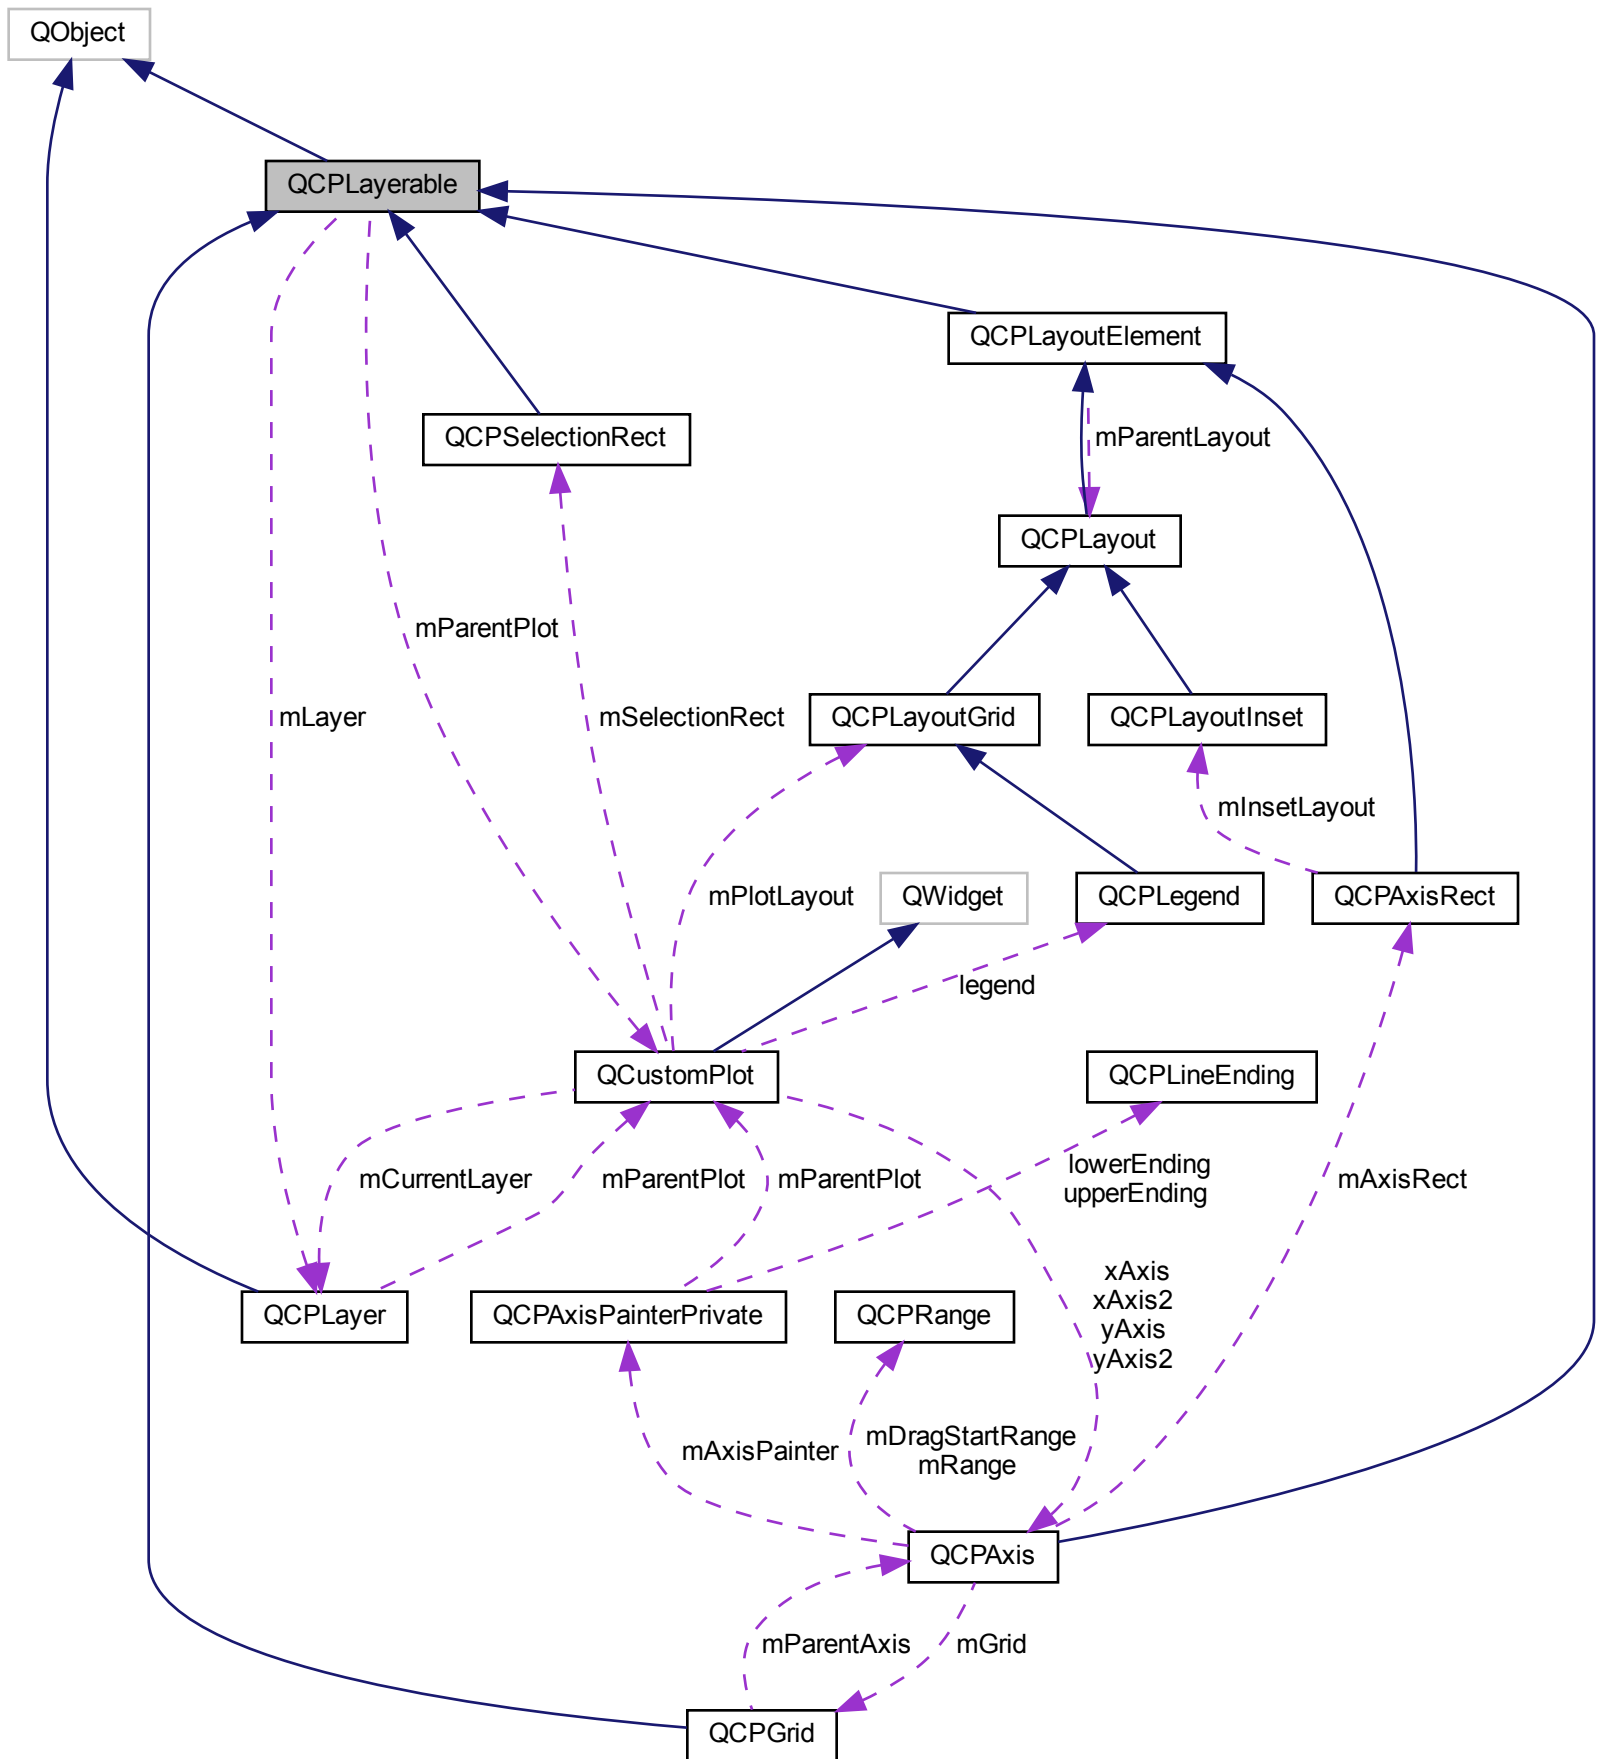 QObject
QCPLayerable
QCPLayoutElement
QCPSelectionRect
mParentLayout
QCPLayout
mParentPlot
mLayer
mSelectionRect
QCPLayoutGrid
QCPLayoutInset
mInsetLayout
mPlotLayout
QWidget
QCPLegend
QCPAxisRect
legend
QCustomPlot
QCPLineEnding
mCurrentLayer
mParentPlot
mParentPlot
lowerEnding
upperEnding
mAxisRect
xAxis
xAxis2
yAxis
yAxis2
QCPLayer
QCPAxisPainterPrivate
QCPRange
mAxisPainter
mDragStartRange
mRange
QCPAxis
mParentAxis
mGrid
QCPGrid